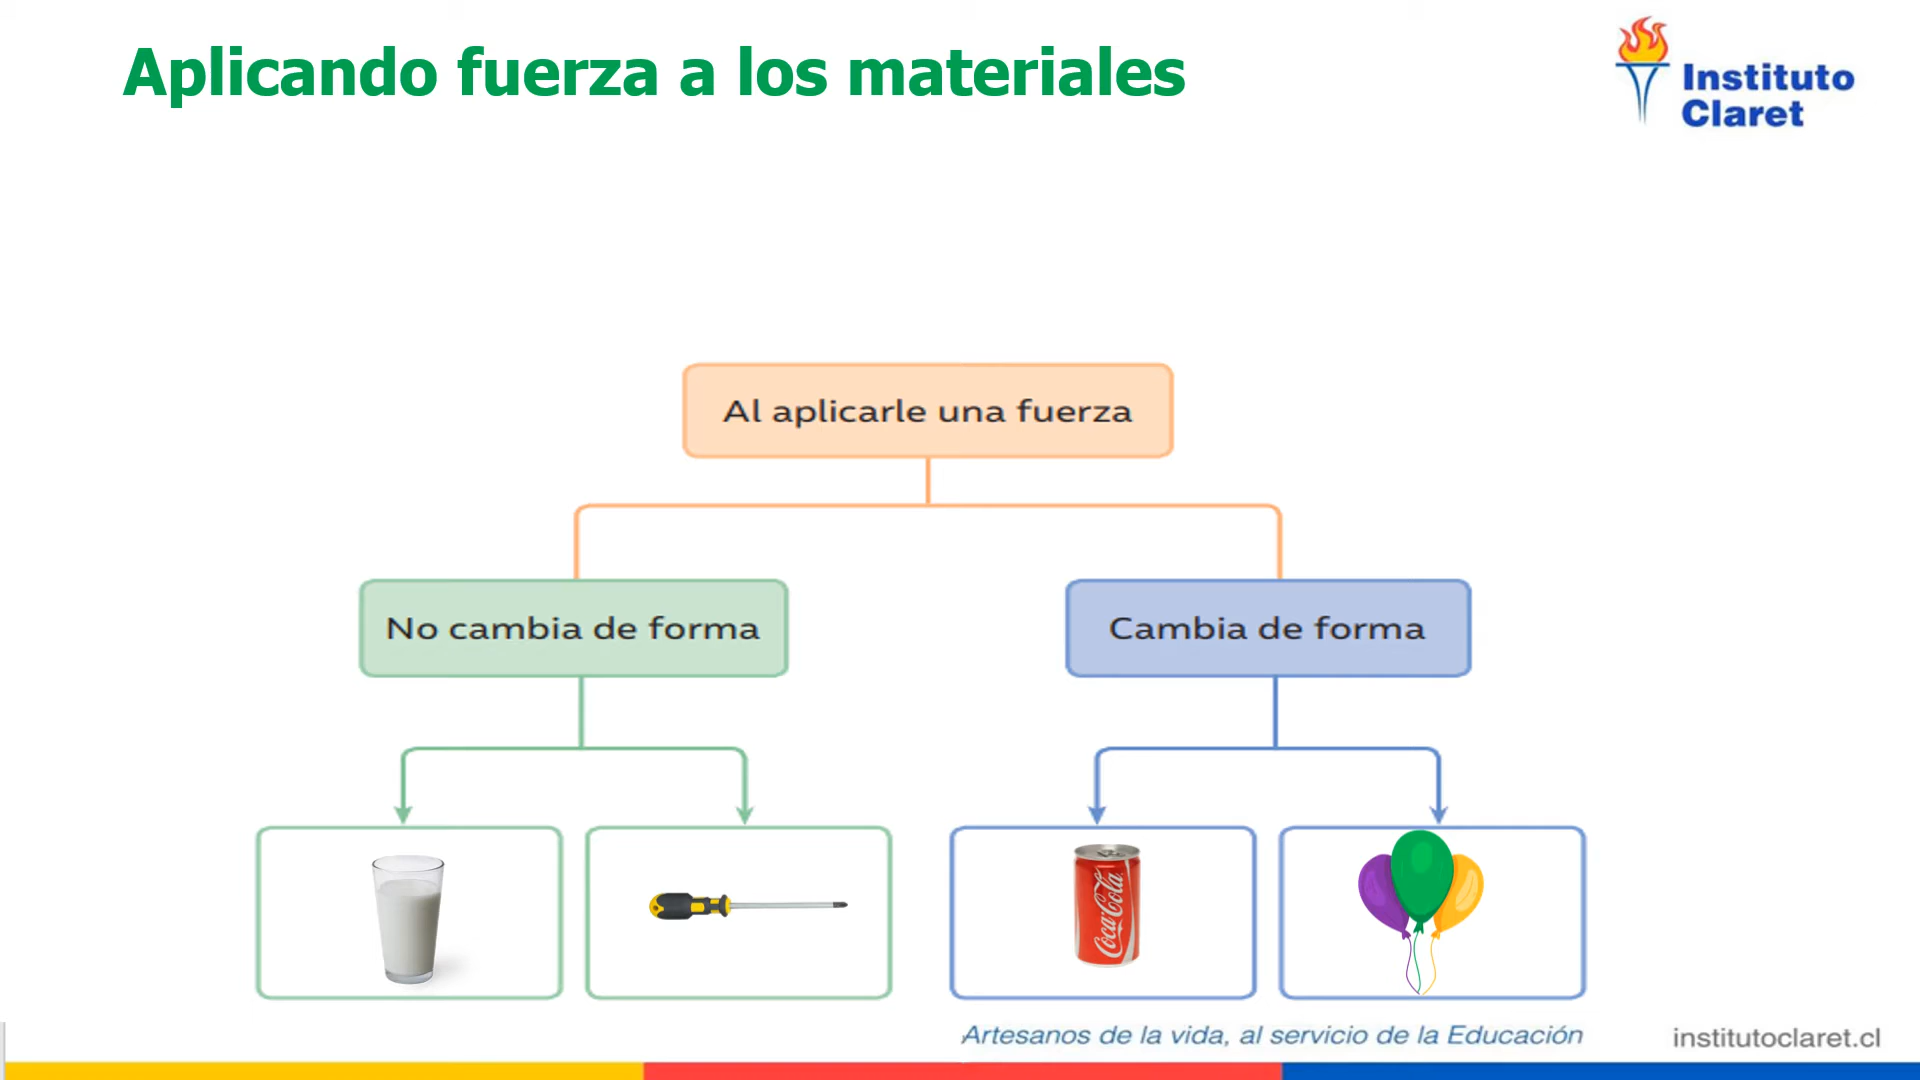 Aplicando fuerza a los materiales
Instituto
Claret
Al aplicarle una fuerza
No cambia de forma
Cambia de forma
Coca-Cola
Artesanos de la vida, al servicio de la Educación
institutoclaret.cl